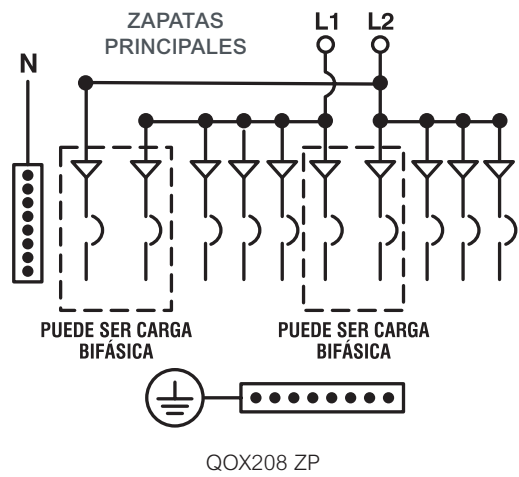 ZAPATAS
PRINCIPALES
L1
L2
N
PUEDE SER CARGA
BIFÁSICA
PUEDE SER CARGA
BIFÁSICA
QOX208 ZP